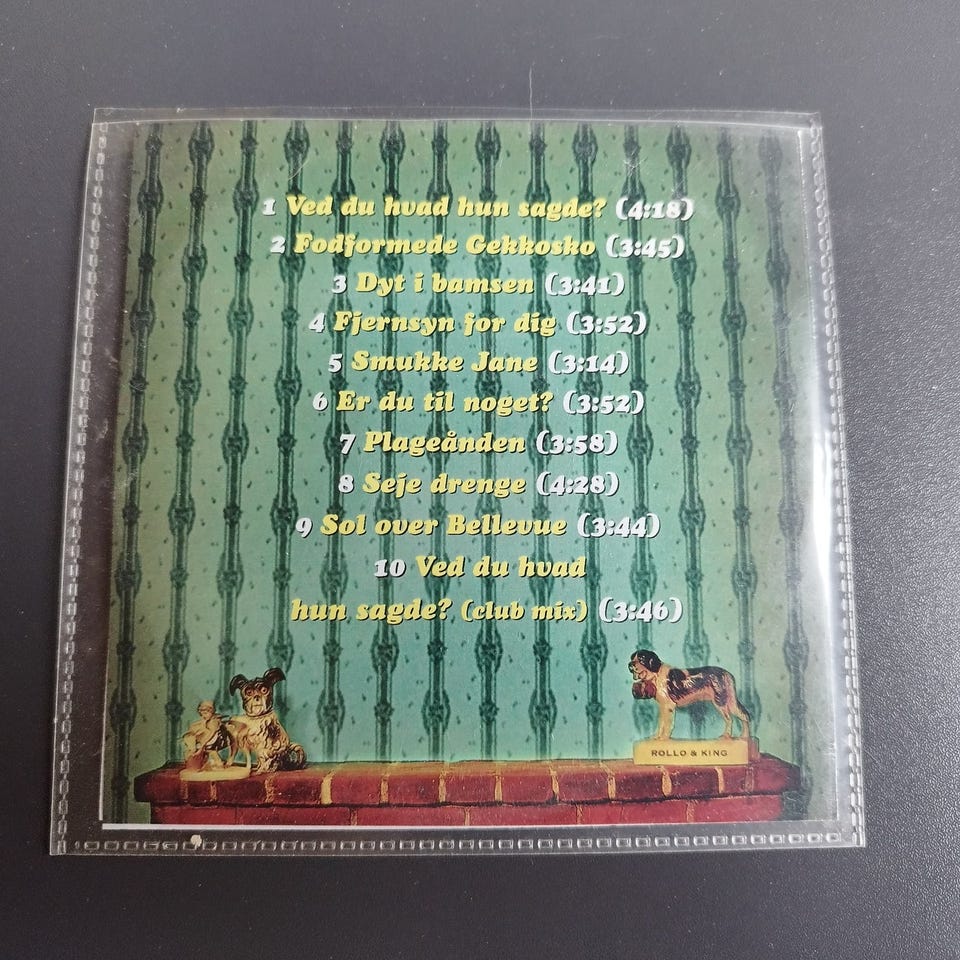 1 Ved du hvad hun sagde? (4:18)
2 Fodformede Gekkosko (3:45)
3 Dyt i bamsen (3:41)
4 Fjernsyn for dig (3:52)
5 Smukke Jane (3:14)
6 Er du til noget? (3:52)
7 Plageånden (3:58)
8 Seje drenge (4:28)
9 Sol over Bellevue (3:44)
10 Ved du hvad
hun sagde? (club mix) (3:46)
ROLLO & KING